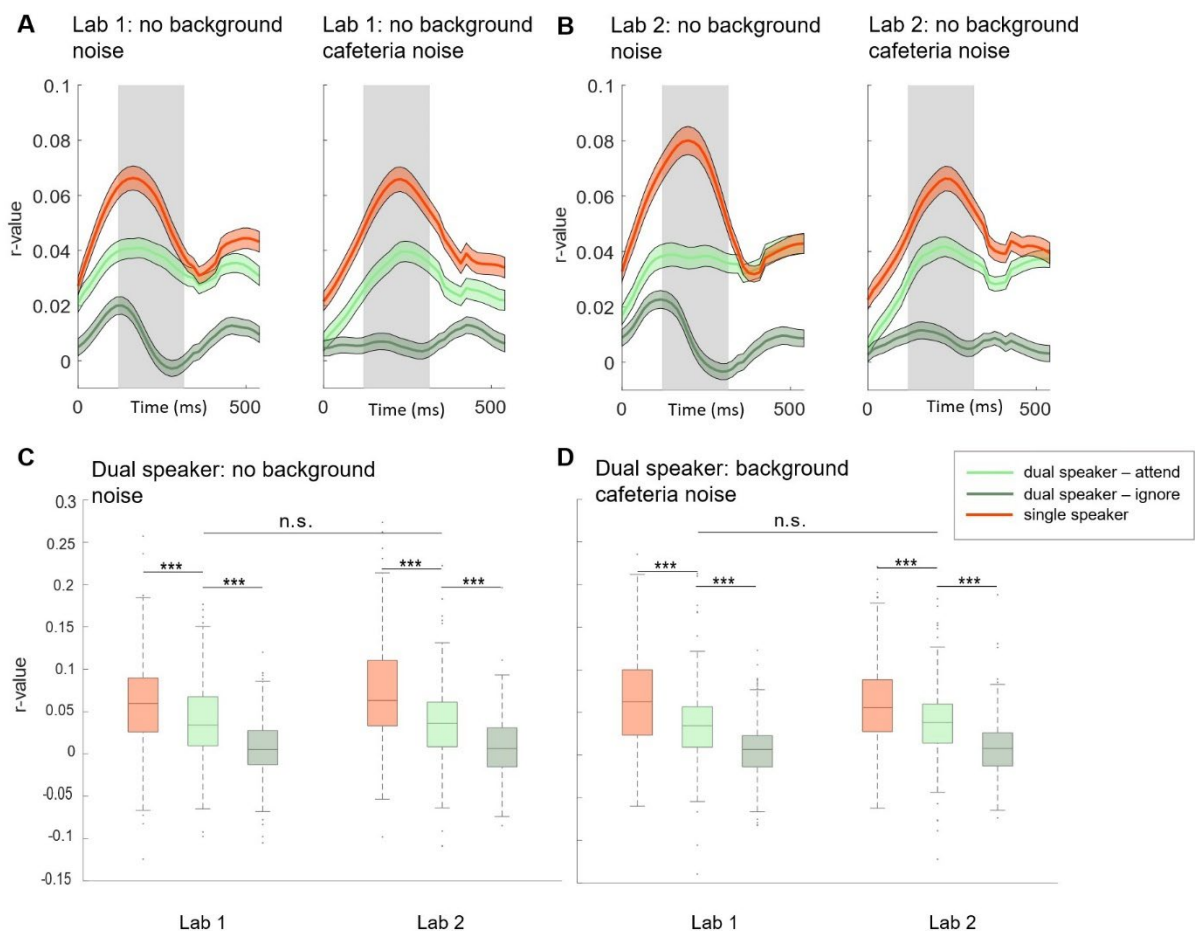 A
Lab 1: no background
noise
Lab 1: no background
cafeteria noise
B
Lab 2: no background
noise
Lab 2: no background
cafeteria noise
0.1
0.08
0.06
0.04
0.02
0
r-value
0
Time (ms)
500
0
Time (ms)
500
0.1
0.08
0.06
0.04
0.02
0
r-value
0
Time (ms)
500
0
Time (ms)
500
C
Dual speaker: no background
noise
D
Dual speaker: background
cafeteria noise
dual speaker – attend
dual speaker – ignore
single speaker
0.3
0.25
0.2
0.15
0.1
0.05
0
-0.05
-0.1
-0.15
r-value
n.s.
***
***
***
***
n.s.
***
***
***
***
Lab 1
Lab 2
Lab 1
Lab 2